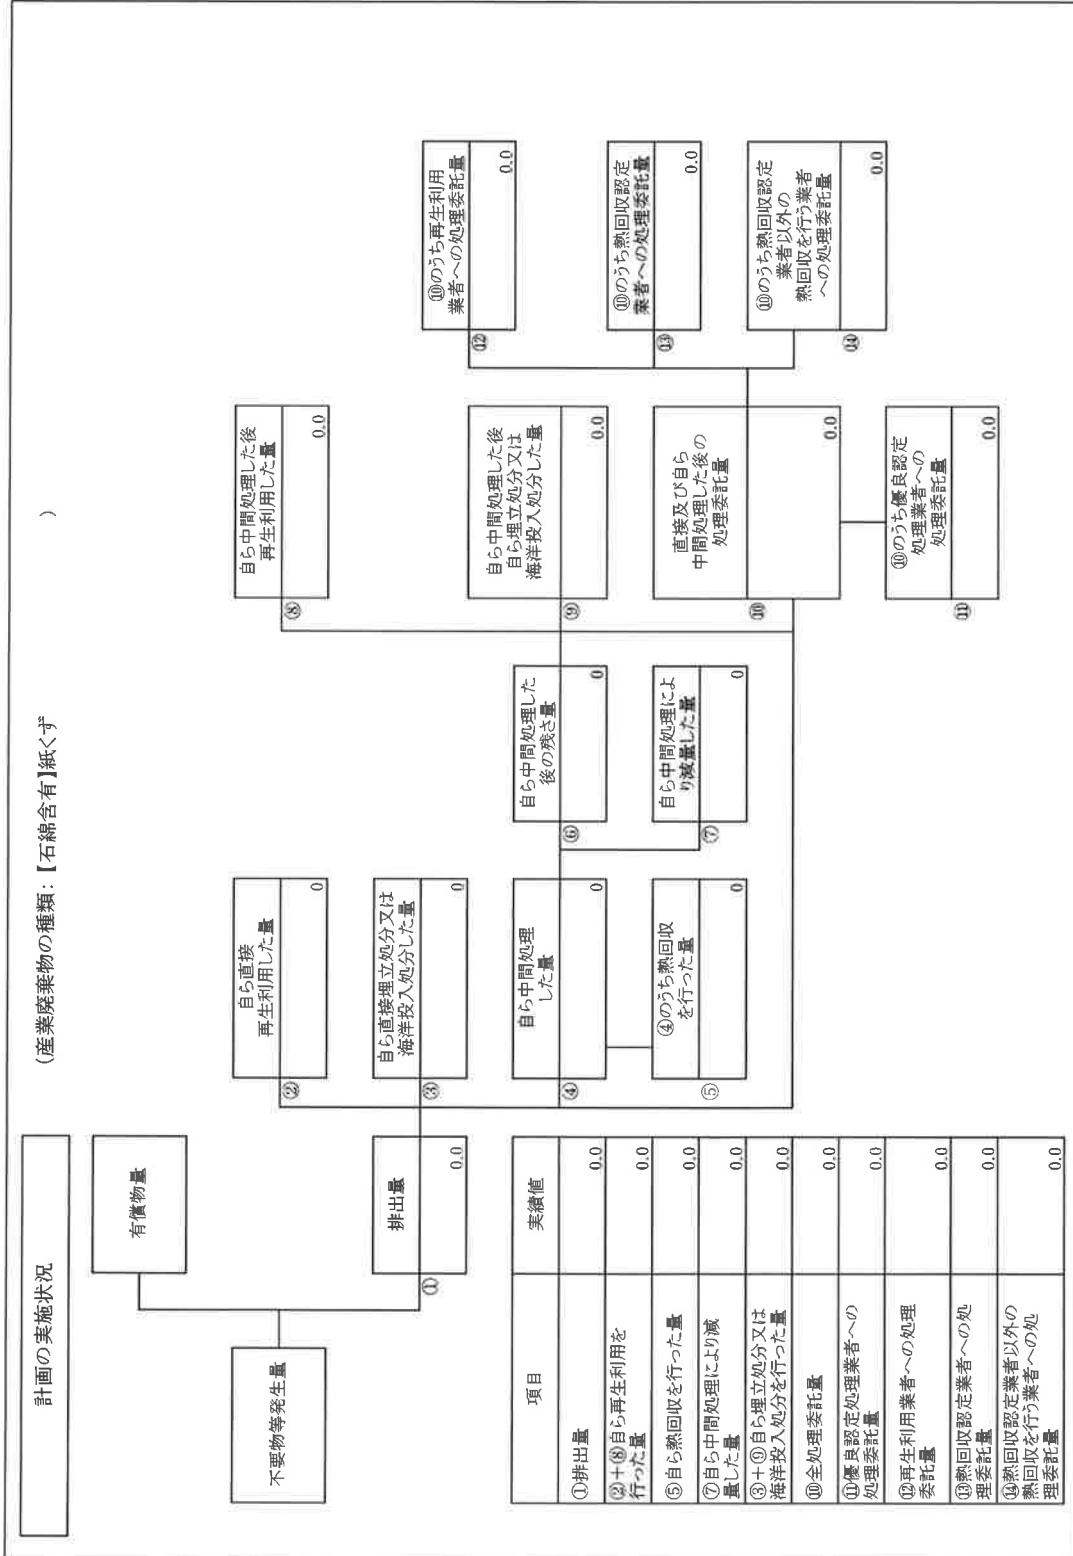 計画の実施状況
(産業廃棄物の種類:【石綿含有】紙くず
)
有償物量
不要物等発生量
①
排出量
0.0
②
自ら直接
再生利用した量
0
③
自ら直接埋立処分又は
海洋投入処分した量
0
④
自ら中間処理
した量
0
⑤
④のうち熱回収
を行った量
0
⑥
自ら中間処理した
後の残さ量
0
⑦
自ら中間処理によ
り減量した量
0
⑧
自ら中間処理した後
再生利用した量
0.0
⑨
自ら中間処理した後
自ら埋立処分又は
海洋投入処分した量
0.0
⑩
直接及び自ら
中間処理した後の
処理委託量
0.0
⑪
⑩のうち優良認定
処理業者への
処理委託量
0.0
⑫
⑩のうち再生利用
業者への処理委託量
0.0
⑬
⑩のうち熱回収認定
業者への処理委託量
0.0
⑭
⑩のうち熱回収認定
業者以外の
熱回収を行う業者
への処理委託量
0.0
項目 実績値
①排出量 0.0
②+⑧自ら再生利用を
行った量 0.0
⑤自ら熱回収を行った量 0.0
⑦自ら中間処理により減
量した量 0.0
③+⑨自ら埋立処分又は
海洋投入処分を行った量 0.0
⑩全処理委託量 0.0
⑪優良認定処理業者への
処理委託量 0.0
⑫再生利用業者への処理
委託量 0.0
⑬熱回収認定業者への処
理委託量 0.0
⑭熱回収認定業者以外の
熱回収を行う業者への処
理委託量 0.0